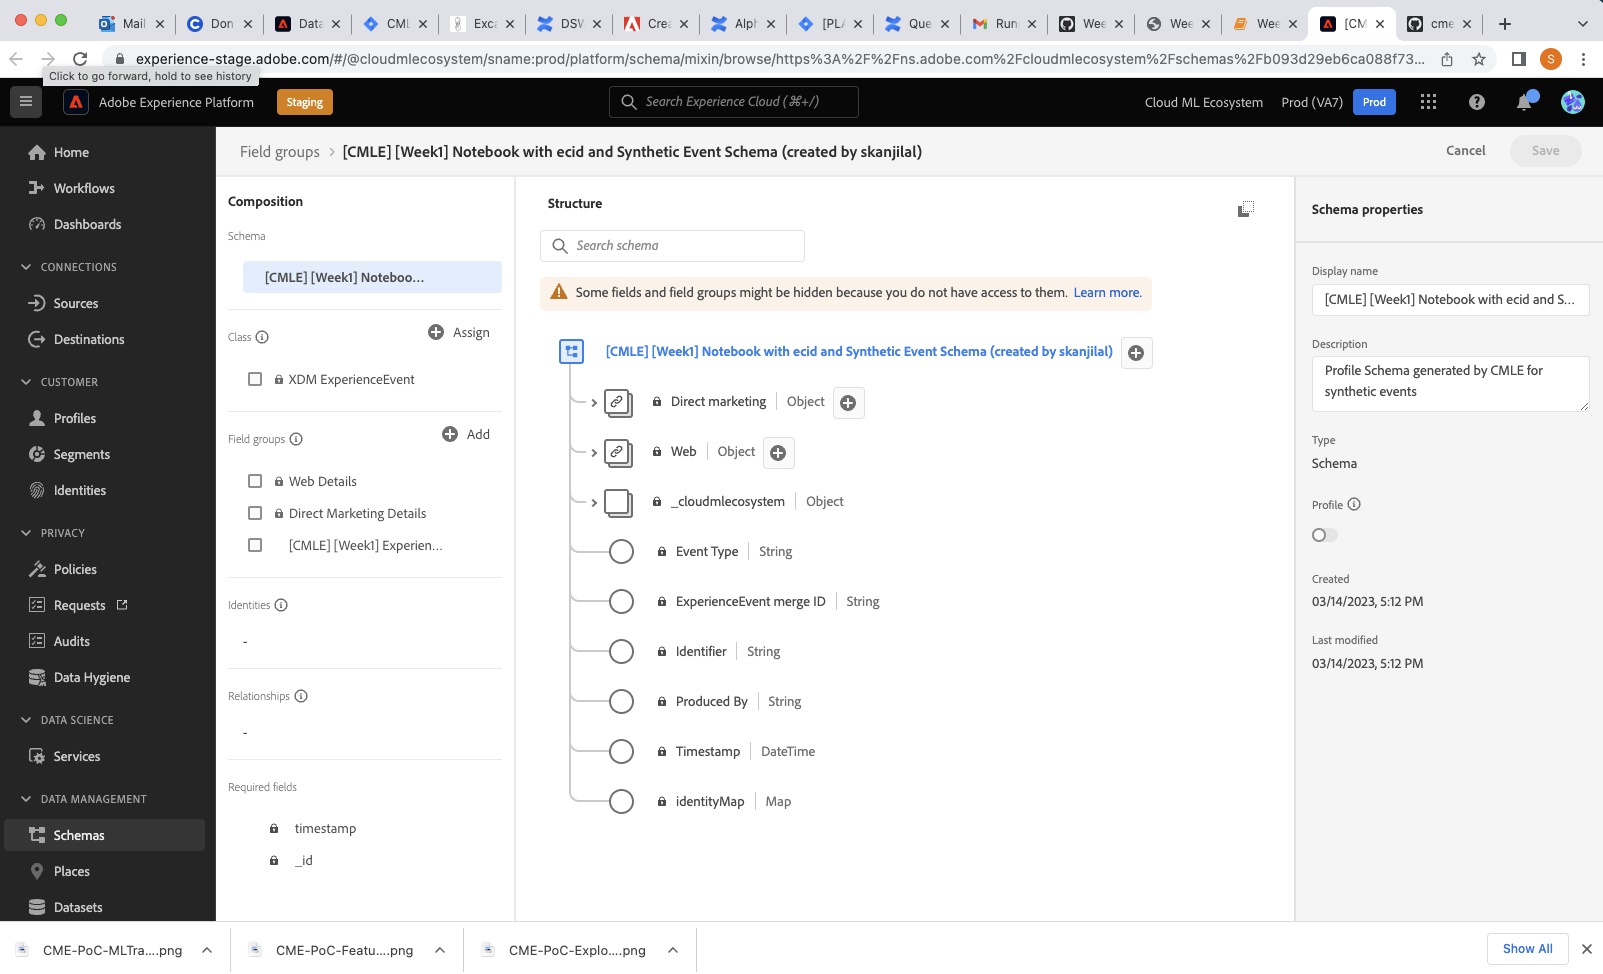 Mail
Don
Data
CML
Exca
DSW
Crea
Alph
[PLA
Que
Runn
Wee
Wee
Wee
[CM
cme
experience-stage.adobe.com/#/@cloudmlecosystem/sname:prod/platform/schema/mixin/browse/https%3A%2F%2Fns.adobe.com%2Fcloudmlecosystem%2Fschemas%2Fb093d29eb6ca088f73...
S
Click to go forward, hold to see history
Adobe Experience Platform
Staging
Search Experience Cloud (⌘+/)
Cloud ML Ecosystem
Prod (VA7)
Prod
Home
Workflows
Dashboards
CONNECTIONS
Sources
Destinations
CUSTOMER
Profiles
Segments
Identities
PRIVACY
Policies
Requests
Audits
Data Hygiene
DATA SCIENCE
Services
DATA MANAGEMENT
Schemas
Places
Datasets
Field groups > [CMLE] [Week1] Notebook with ecid and Synthetic Event Schema (created by skanjilal)
Cancel
Save
Composition
Schema
[CMLE] [Week1] Noteboo...
Class
Assign
XDM ExperienceEvent
Field groups
Add
Web Details
Direct Marketing Details
[CMLE] [Week1] Experien...
Identities
-
Relationships
-
Required fields
timestamp
_id
Structure
Search schema
Some fields and field groups might be hidden because you do not have access to them. Learn more.
[CMLE] [Week1] Notebook with ecid and Synthetic Event Schema (created by skanjilal)
Direct marketing | Object
Web | Object
_cloudmlecosystem | Object
Event Type | String
ExperienceEvent merge ID | String
Identifier | String
Produced By | String
Timestamp | DateTime
identityMap | Map
Schema properties
Display name
[CMLE] [Week1] Notebook with ecid and S...
Description
Profile Schema generated by CMLE for
synthetic events
Type
Schema
Profile
Created
03/14/2023, 5:12 PM
Last modified
03/14/2023, 5:12 PM
CME-PoC-MLTra....png
CME-PoC-Featu....png
CME-PoC-Explo....png
Show All